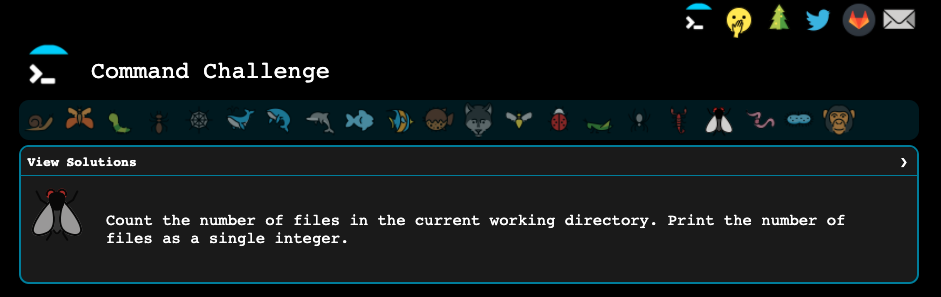 Command Challenge
View Solutions
Count the number of files in the current working directory. Print the number of
files as a single integer.